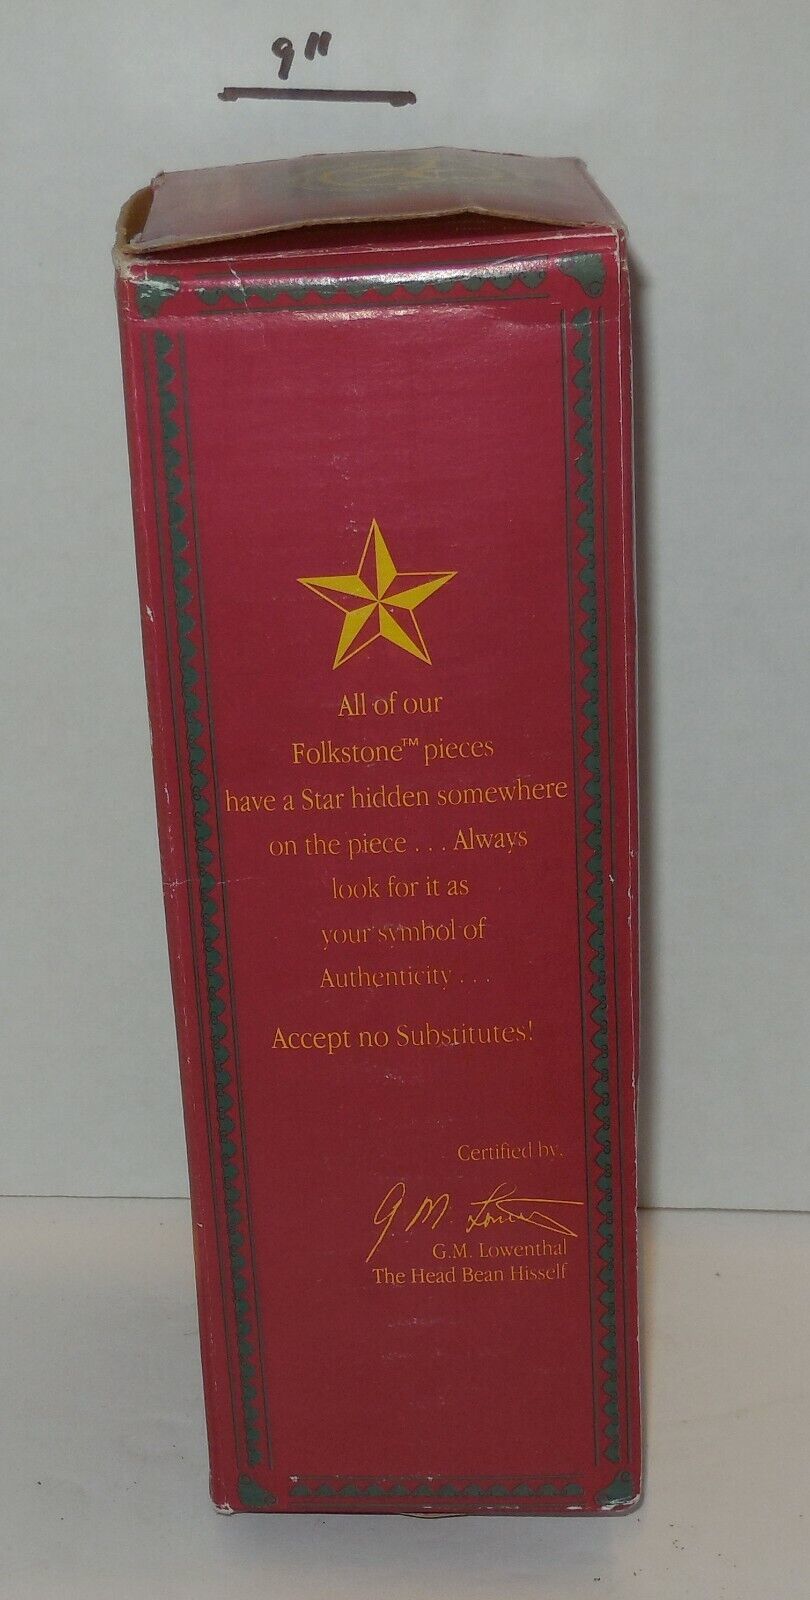 9"
All of our
Folkstone™ pieces
have a Star hidden somewhere
on the piece . . . Always
look for it as
your symbol of
Authenticity . . .
Accept no Substitutes!
Certified by,
G.M. Lowenthal
The Head Bean Hisself